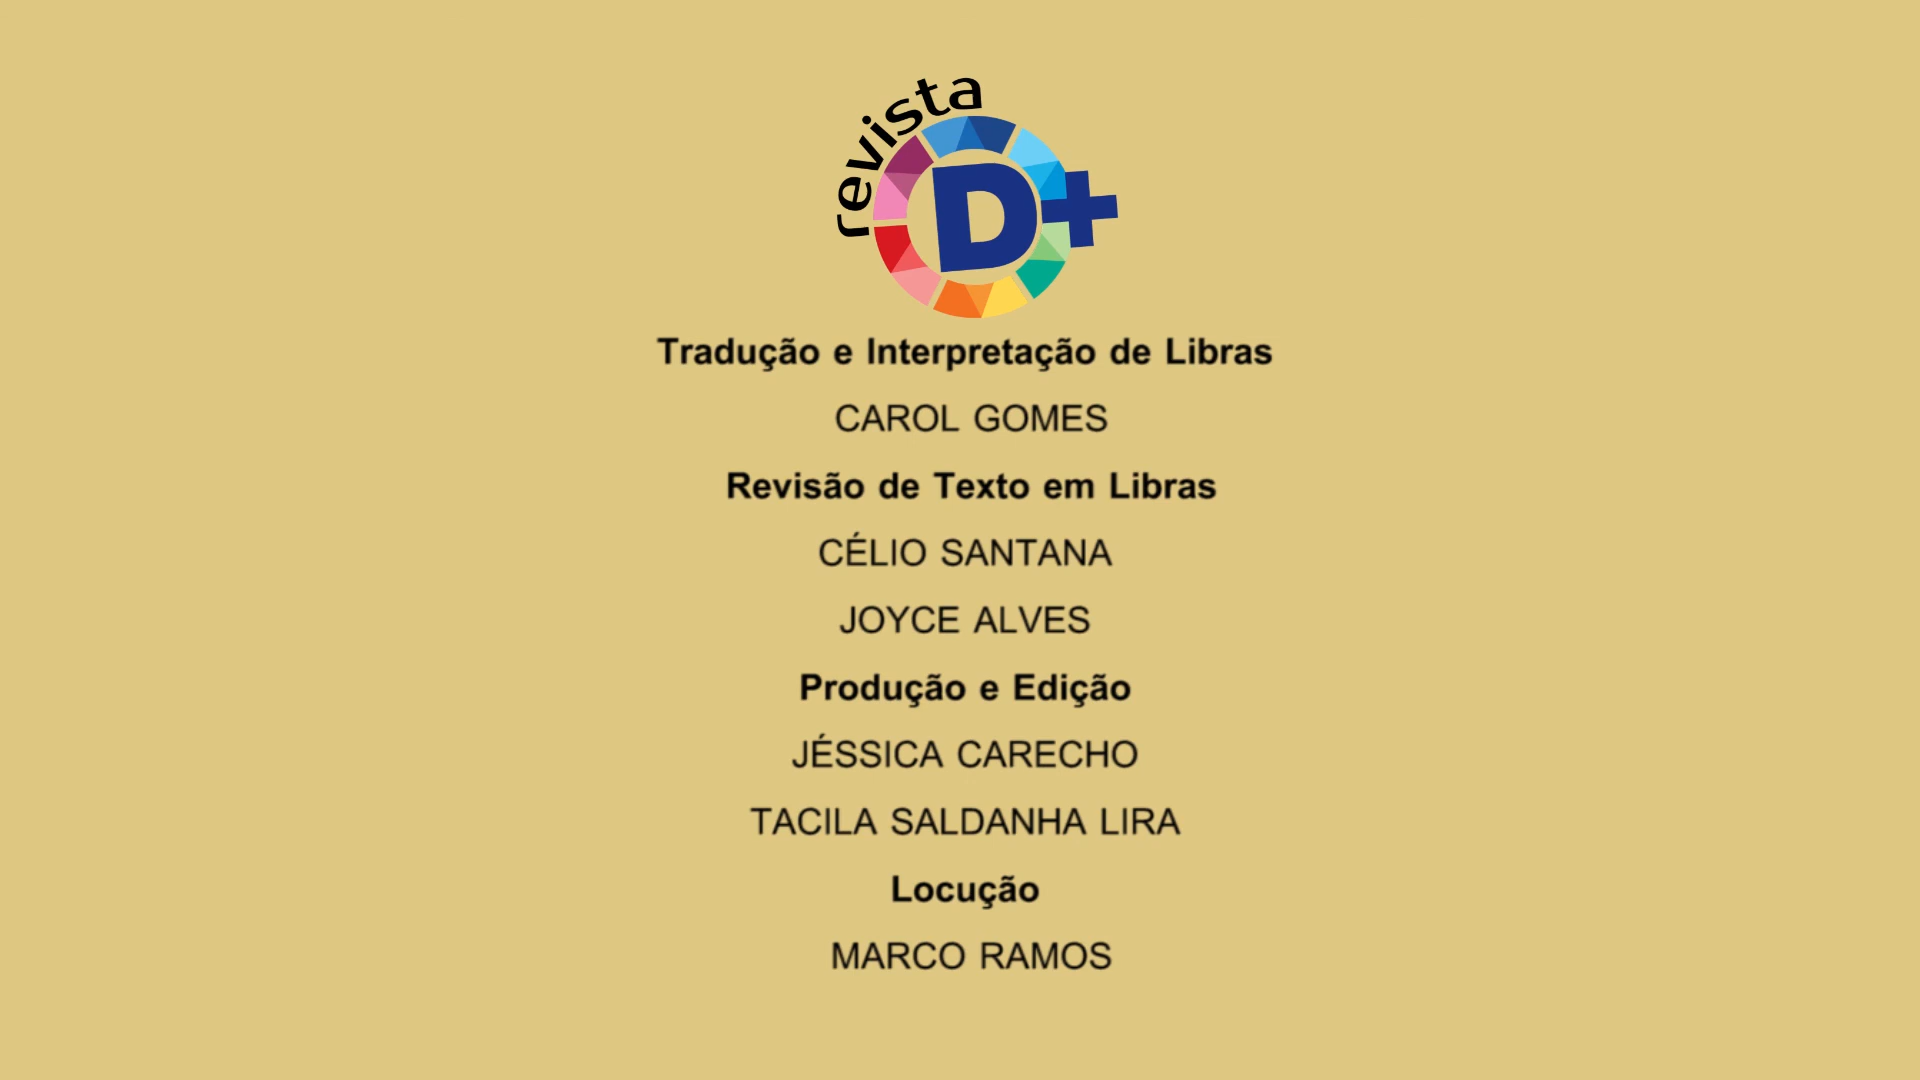 revista
D+
Tradução e Interpretação de Libras
CAROL GOMES
Revisão de Texto em Libras
CÉLIO SANTANA
JOYCE ALVES
Produção e Edição
JÉSSICA CARECHO
TACILA SALDANHA LIRA
Locução
MARCO RAMOS